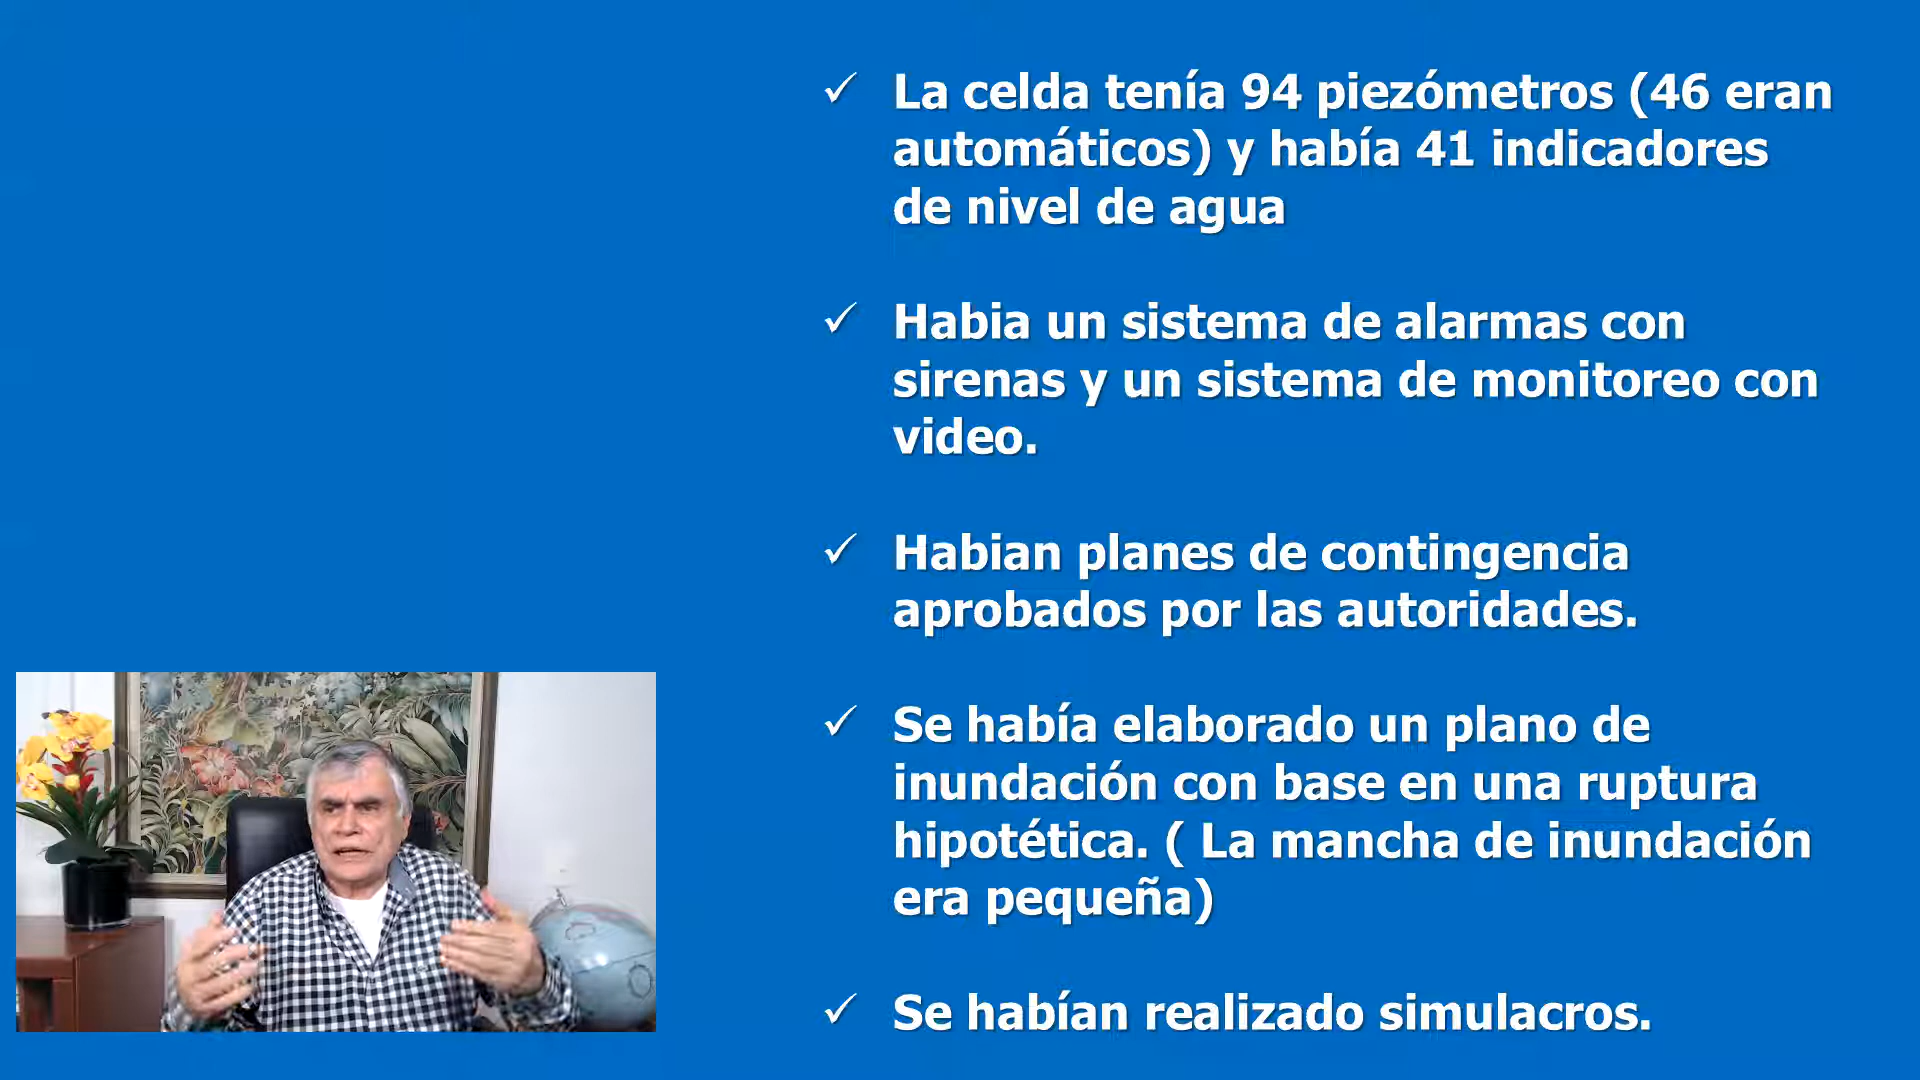 La celda tenía 94 piezómetros (46 eran
automáticos) y había 41 indicadores
de nivel de agua
Habia un sistema de alarmas con
sirenas y un sistema de monitoreo con
video.
Habian planes de contingencia
aprobados por las autoridades.
Se había elaborado un plano de
inundación con base en una ruptura
hipotética. ( La mancha de inundación
era pequeña)
Se habían realizado simulacros.